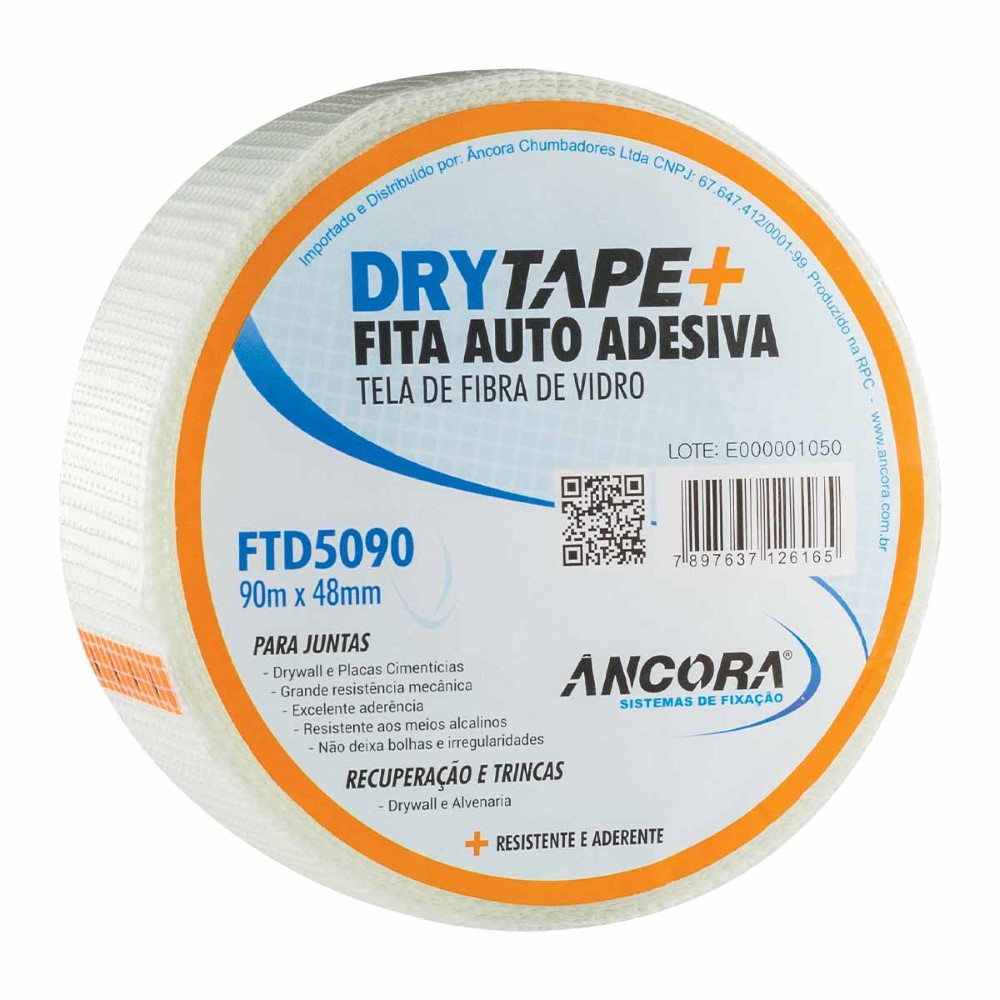 Importado e Distribuído por: Âncora Chumbadores Ltda CNPJ: 67.647.412/0001-99. Produzido na RPC - www.ancora.com.br
DRYTAPE+
FITA AUTO ADESIVA
TELA DE FIBRA DE VIDRO
LOTE: E000001050
7 897637 126165
FTD5090
90m x 48mm
PARA JUNTAS
- Drywall e Placas Cimentícias
- Grande resistência mecânica
- Excelente aderência
- Resistente aos meios alcalinos
- Não deixa bolhas e irregularidades
ÂNCORA®
SISTEMAS DE FIXAÇÃO
RECUPERAÇÃO E TRINCAS
- Drywall e Alvenaria
+ RESISTENTE E ADERENTE